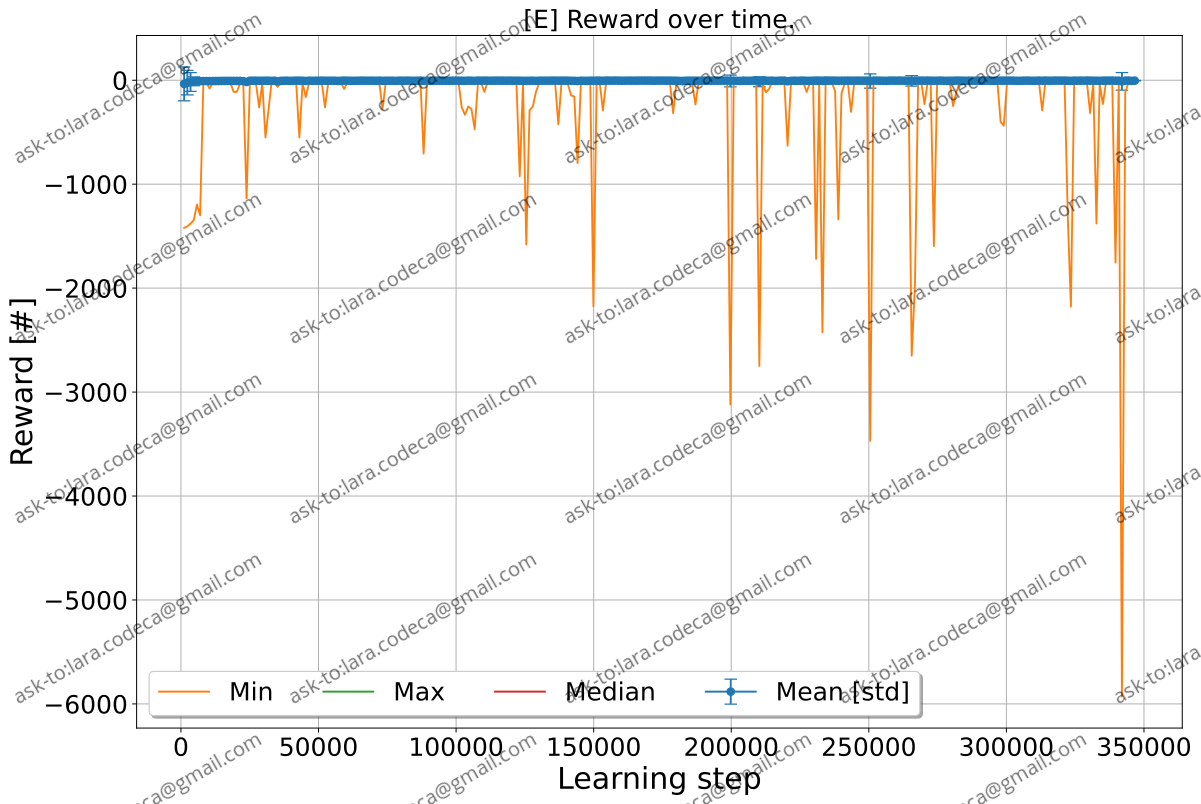 [E] Reward over time.
0
−1000
−2000
−3000
−4000
−5000
−6000
Reward [#]
Min Max Median Mean [std]
0 50000 100000 150000 200000 250000 300000 350000
Learning step
ask-to:lara.codeca@gmail.com